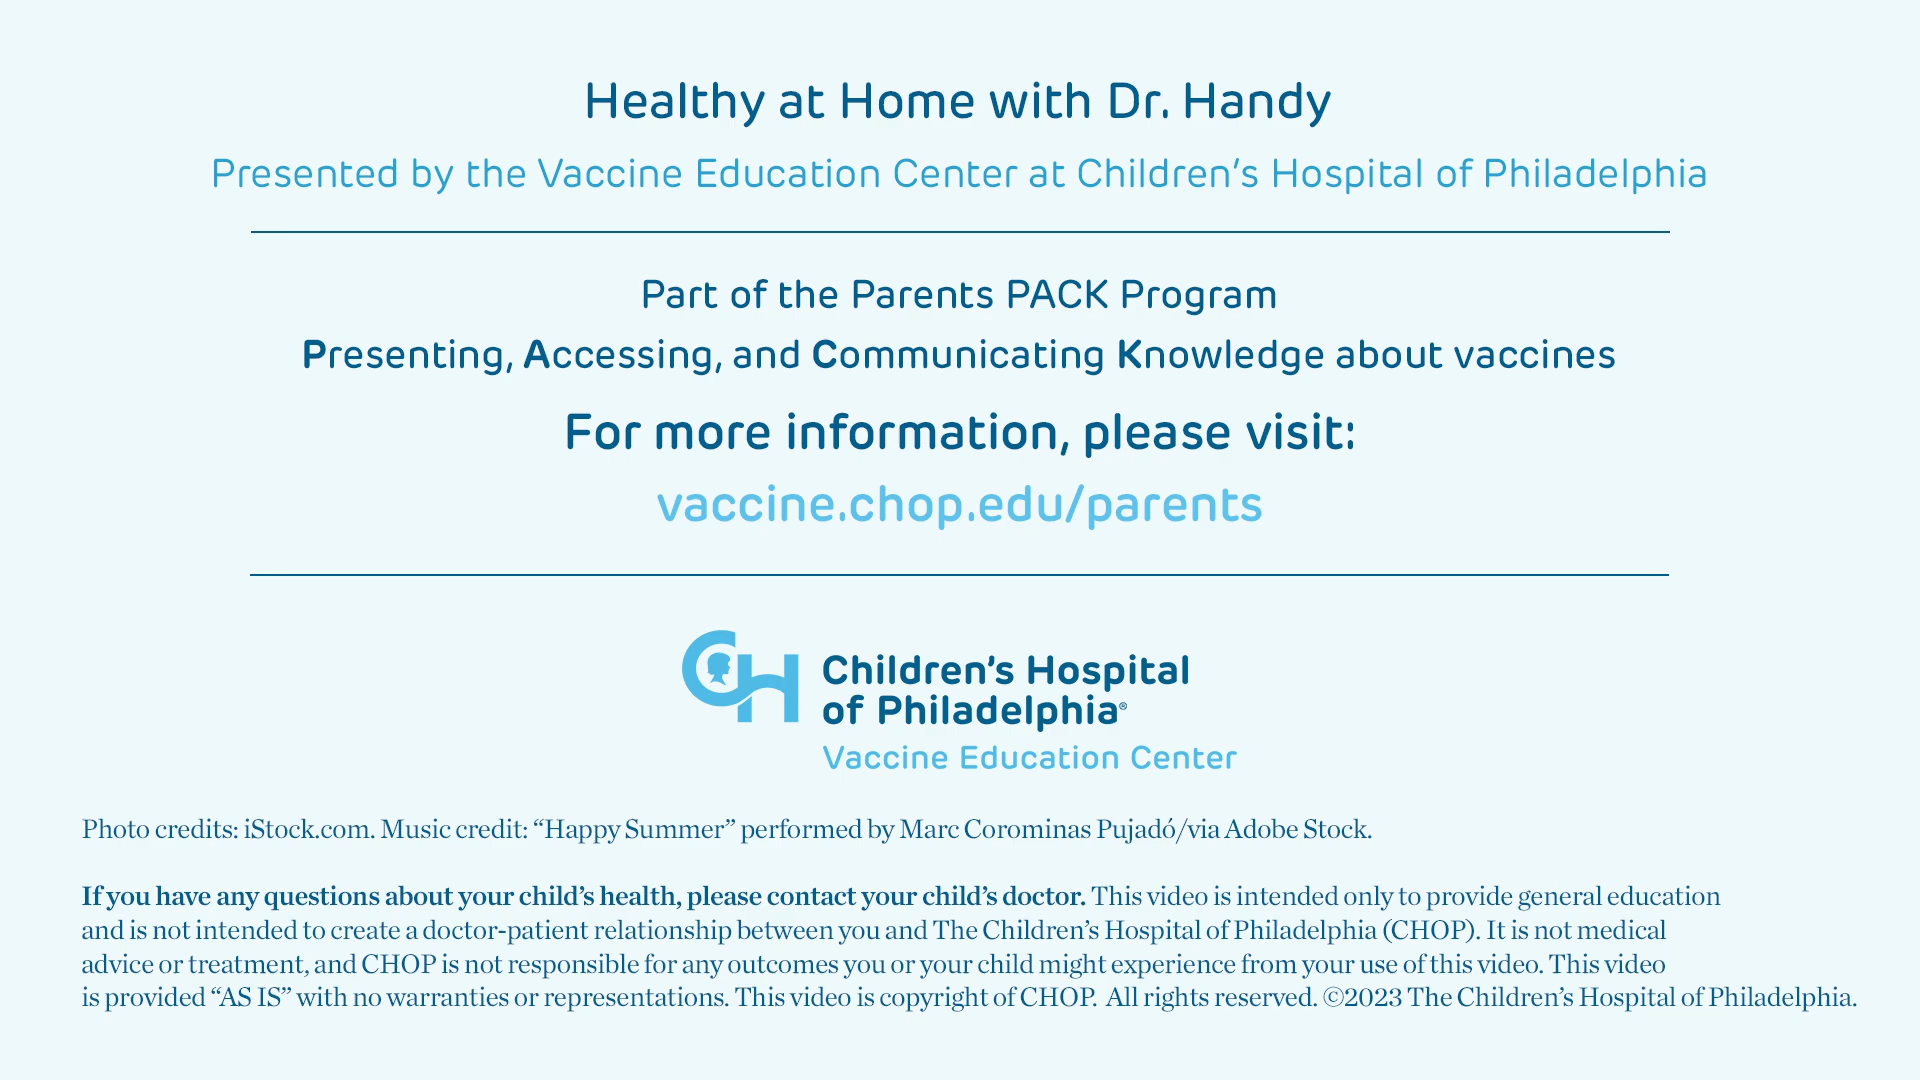 Healthy at Home with Dr. Handy
Presented by the Vaccine Education Center at Children’s Hospital of Philadelphia
Part of the Parents PACK Program
Presenting, Accessing, and Communicating Knowledge about vaccines
For more information, please visit:
vaccine.chop.edu/parents
CH Children’s Hospital
of Philadelphia®
Vaccine Education Center
Photo credits: iStock.com. Music credit: “Happy Summer” performed by Marc Corominas Pujadó/via Adobe Stock.
If you have any questions about your child’s health, please contact your child’s doctor. This video is intended only to provide general education
and is not intended to create a doctor-patient relationship between you and The Children’s Hospital of Philadelphia (CHOP). It is not medical
advice or treatment, and CHOP is not responsible for any outcomes you or your child might experience from your use of this video. This video
is provided “AS IS” with no warranties or representations. This video is copyright of CHOP. All rights reserved. ©2023 The Children’s Hospital of Philadelphia.